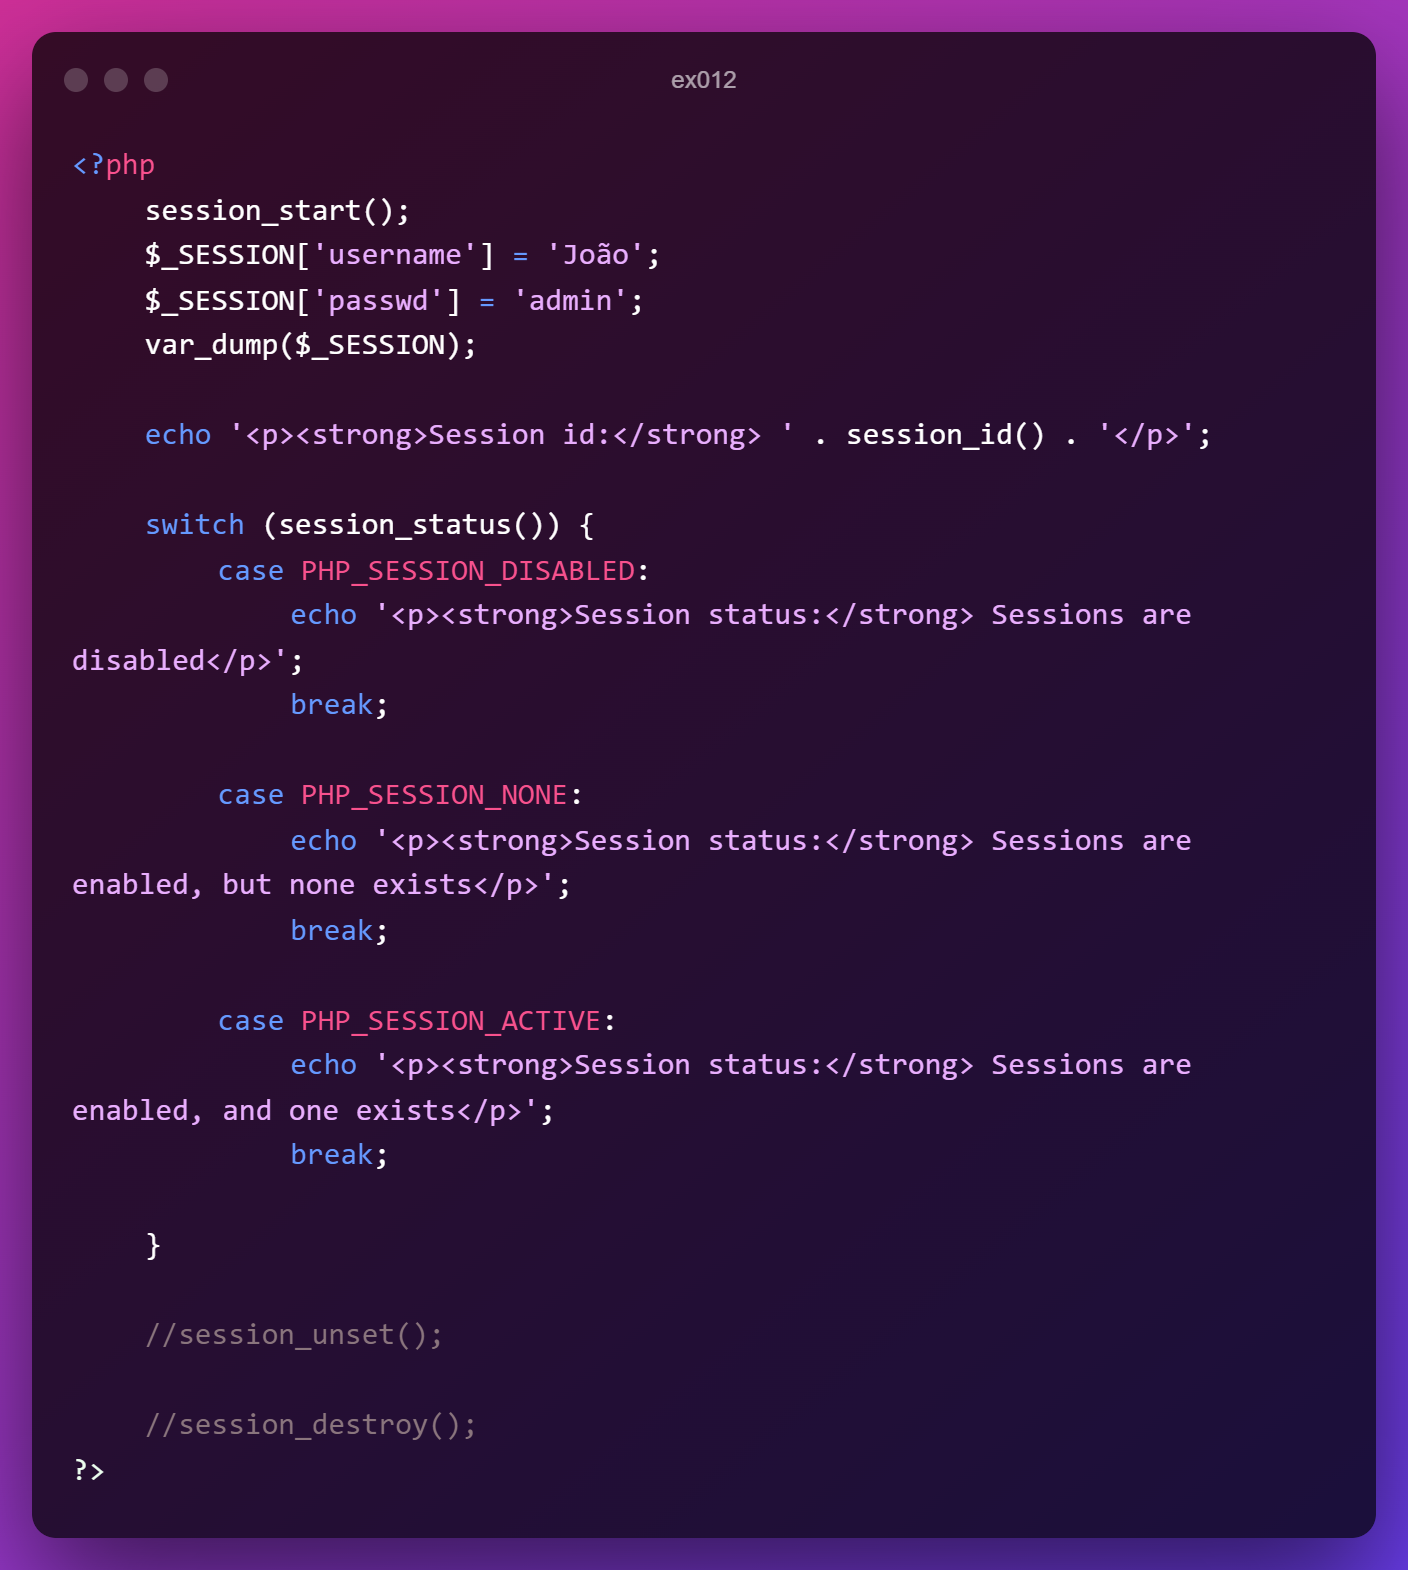 ex012
<?php
session_start();
$_SESSION['username'] = 'João';
$_SESSION['passwd'] = 'admin';
var_dump($_SESSION);
echo '<p><strong>Session id:</strong> ' . session_id() . '</p>';
switch (session_status()) {
case PHP_SESSION_DISABLED:
echo '<p><strong>Session status:</strong> Sessions are
disabled</p>';
break;
case PHP_SESSION_NONE:
echo '<p><strong>Session status:</strong> Sessions are
enabled, but none exists</p>';
break;
case PHP_SESSION_ACTIVE:
echo '<p><strong>Session status:</strong> Sessions are
enabled, and one exists</p>';
break;
}
//session_unset();
//session_destroy();
?>